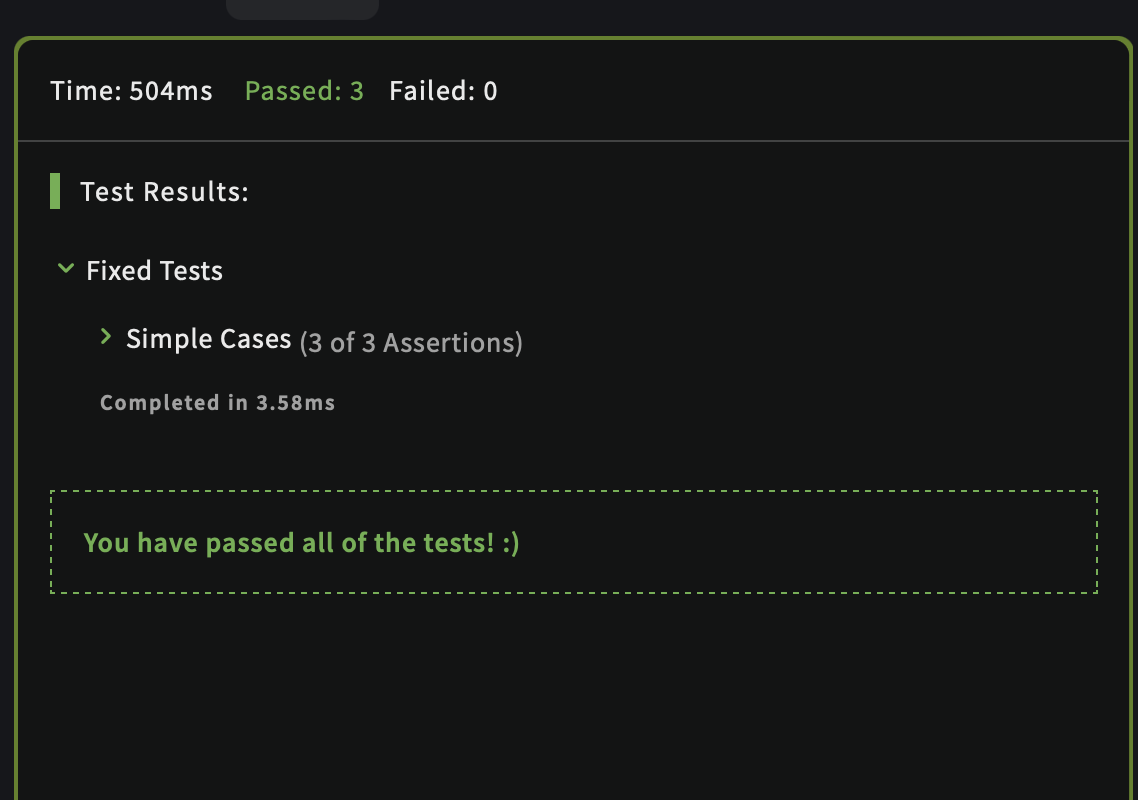 Time: 504ms Passed: 3 Failed: 0
Test Results:
Fixed Tests
Simple Cases (3 of 3 Assertions)
Completed in 3.58ms
You have passed all of the tests! :)